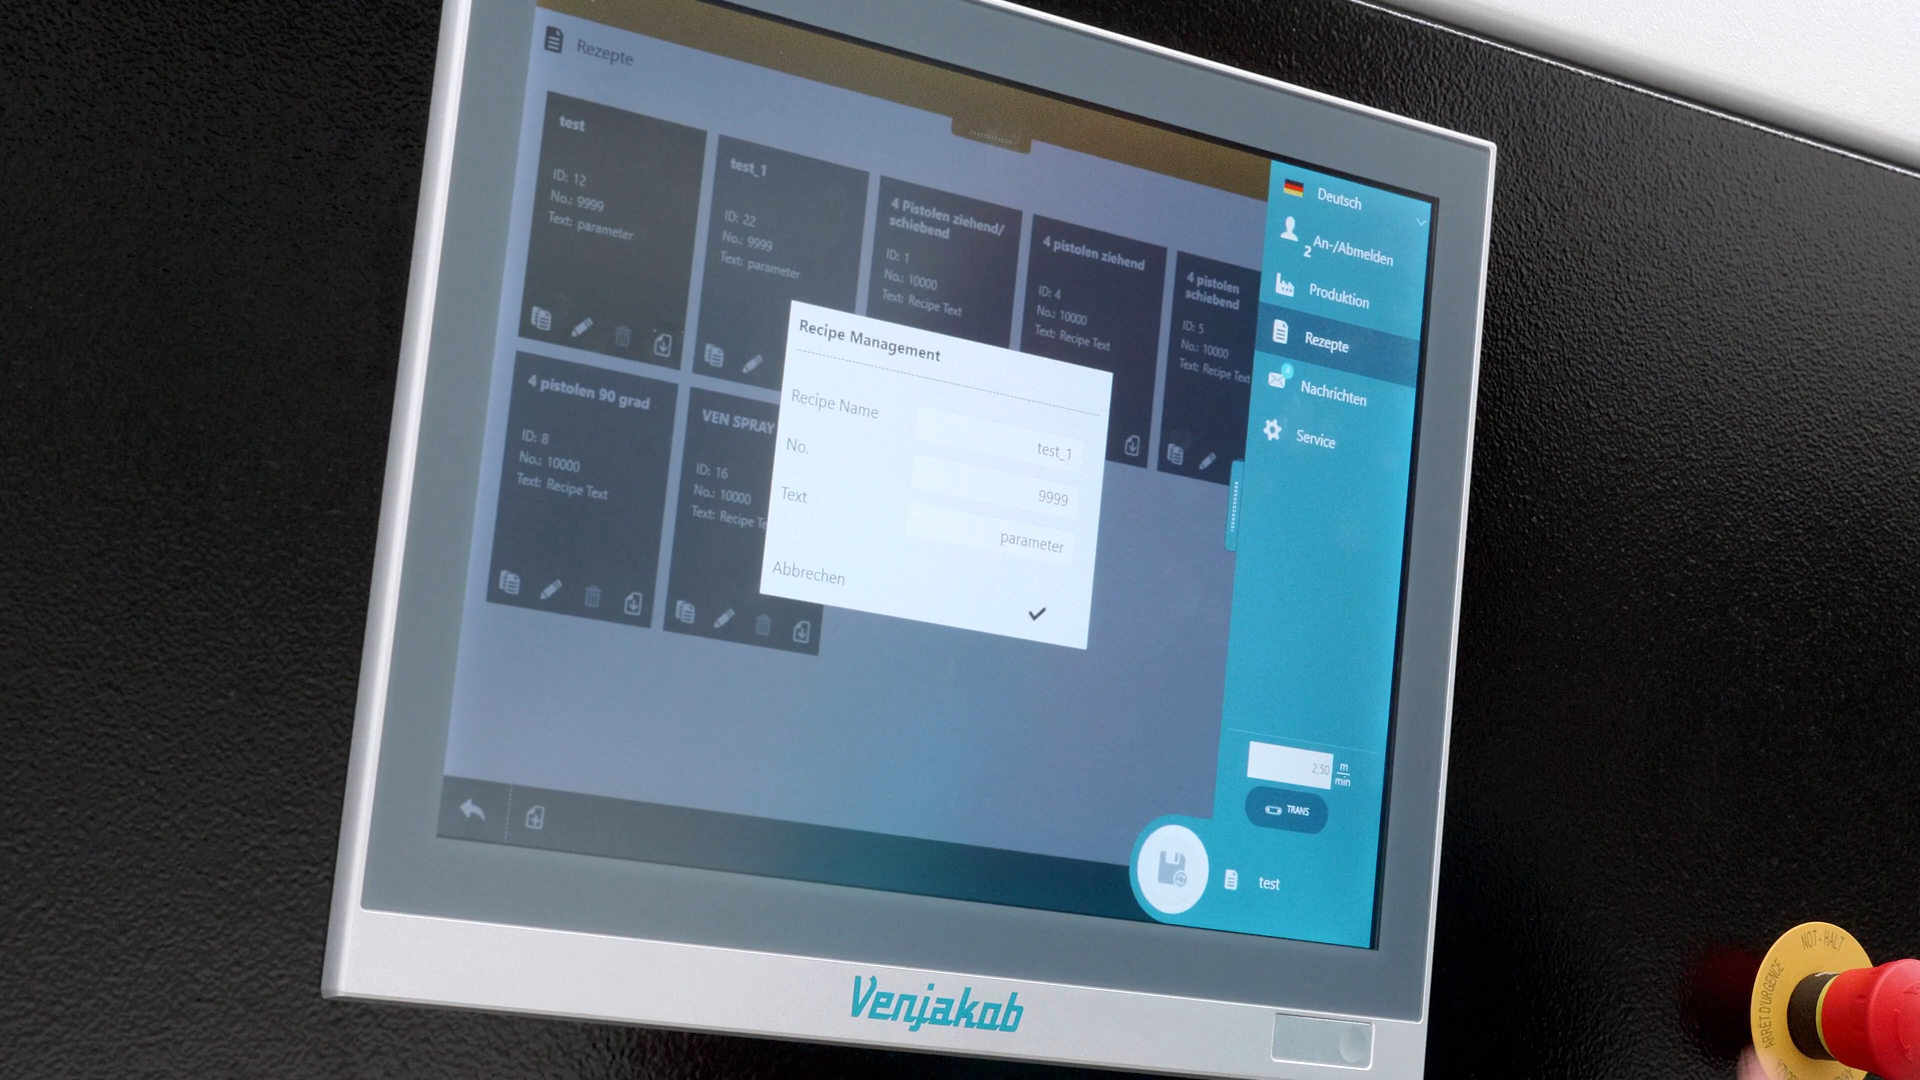 Rezepte
test
ID: 12
No.: 9999
Text: parameter
test_1
ID: 22
No.: 9999
Text: parameter
4 Pistolen ziehend/
schiebend
ID: 1
No.: 10000
Text: Recipe Text
4 pistolen ziehend
ID: 4
No.: 10000
Text: Recipe Text
4 pistolen
schiebend
ID: 5
No.: 10000
Text: Recipe Text
4 pistolen 90 grad
ID: 8
No.: 10000
Text: Recipe Text
VEN SPRAY
ID: 16
No.: 10000
Text: Recipe
Recipe Management
Recipe Name
test_1
No.
9999
Text
parameter
Abbrechen
Deutsch
An-/Abmelden
2
Produktion
Rezepte
Nachrichten
Service
2,50 m
min
TRANS
test
Venjakob
NOT-HALT
ARRET D'URGENCE